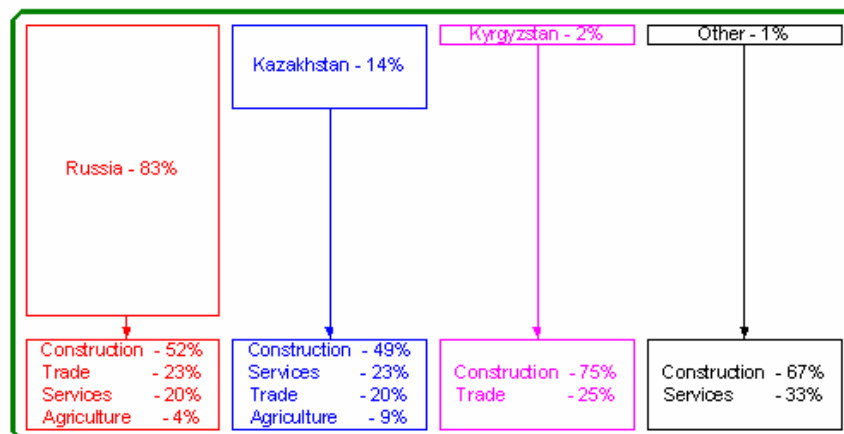 Russia - 83%
Kazakhstan - 14%
Kyrgyzstan - 2%
Other - 1%
Construction - 52%
Trade - 23%
Services - 20%
Agriculture - 4%
Construction - 49%
Services - 23%
Trade - 20%
Agriculture - 9%
Construction - 75%
Trade - 25%
Construction - 67%
Services - 33%